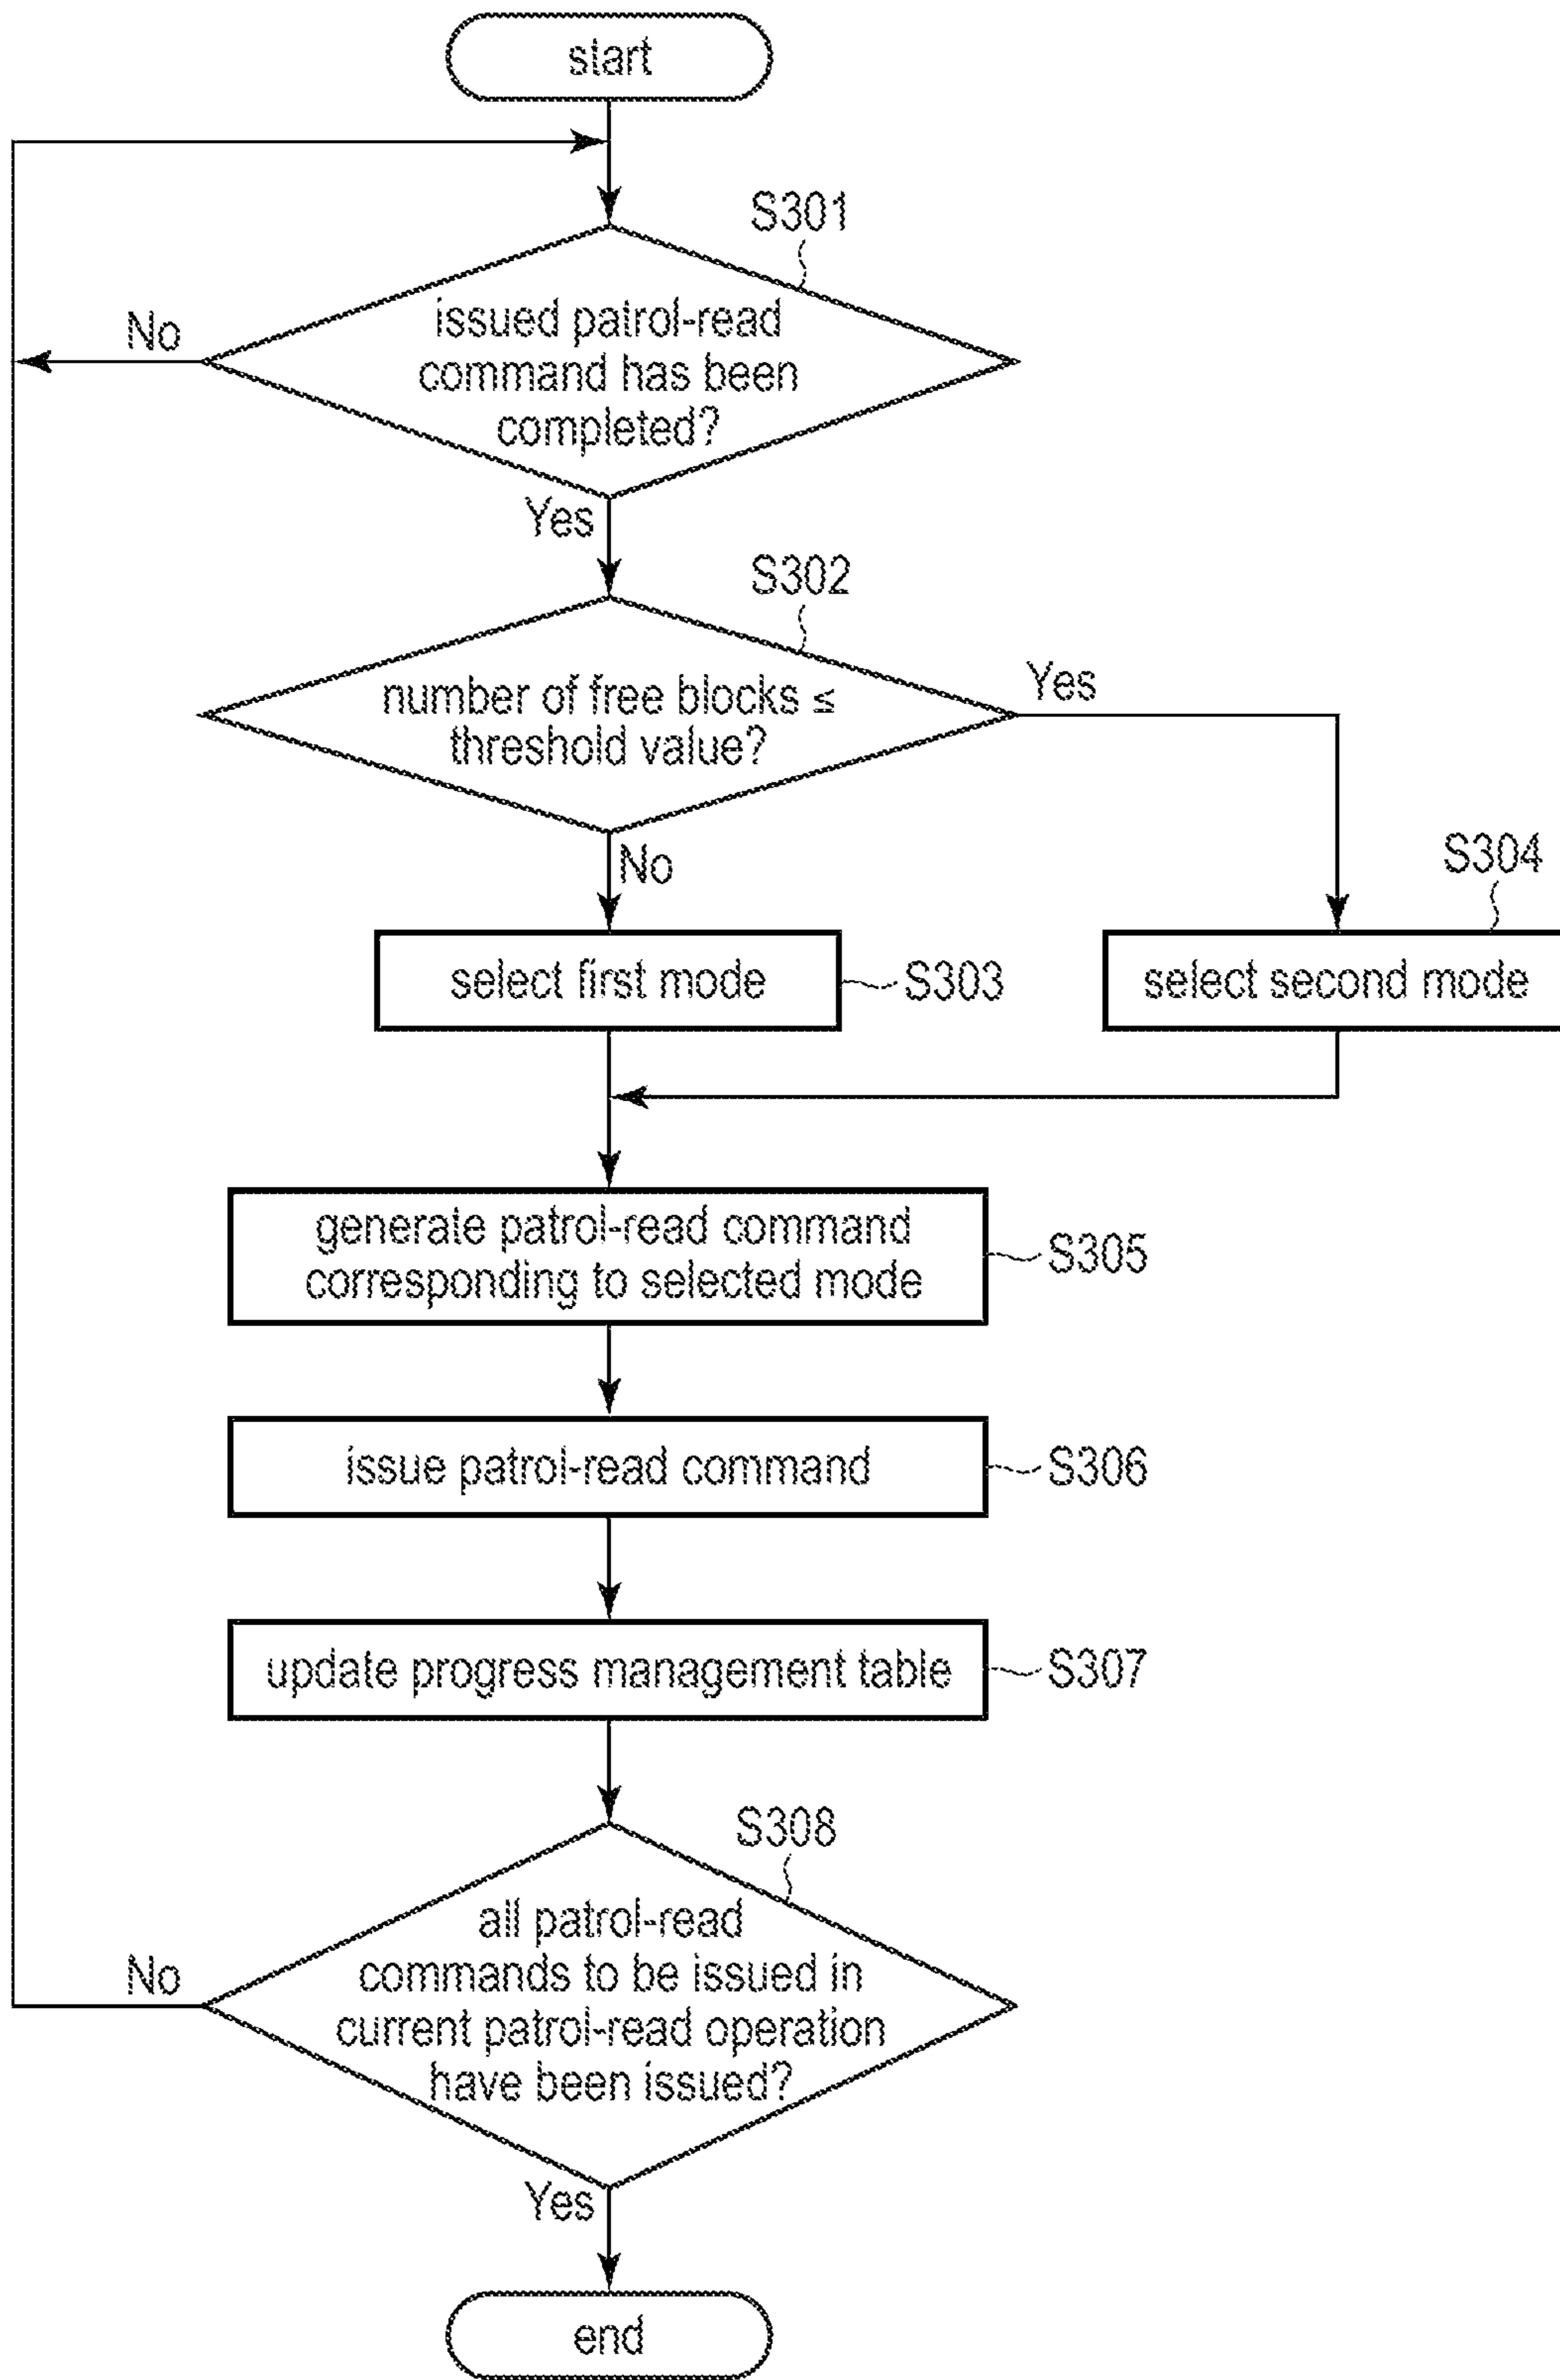 start
S301
issued patrol-read
command has been
completed?
No
Yes
S302
number of free blocks ≤
threshold value?
Yes
No
S304
select first mode
S303
select second mode
generate patrol-read command
corresponding to selected mode
S305
issue patrol-read command
S306
update progress management table
S307
S308
all patrol-read
commands to be issued in
current patrol-read operation
have been issued?
No
Yes
end